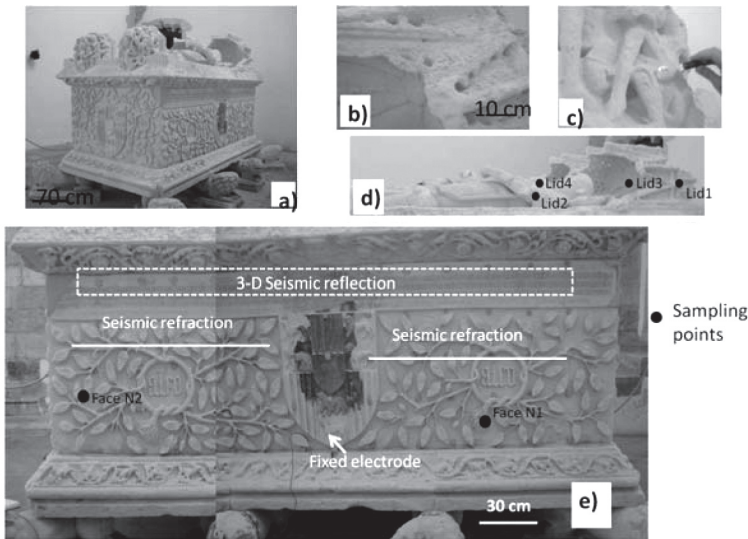 70 cm
a)
b)
10 cm
c)
d)
Lid4
Lid2
Lid3
Lid1
3-D Seismic reflection
Seismic refraction
Seismic refraction
Face N2
Face N1
Fixed electrode
30 cm
e)
Sampling
points